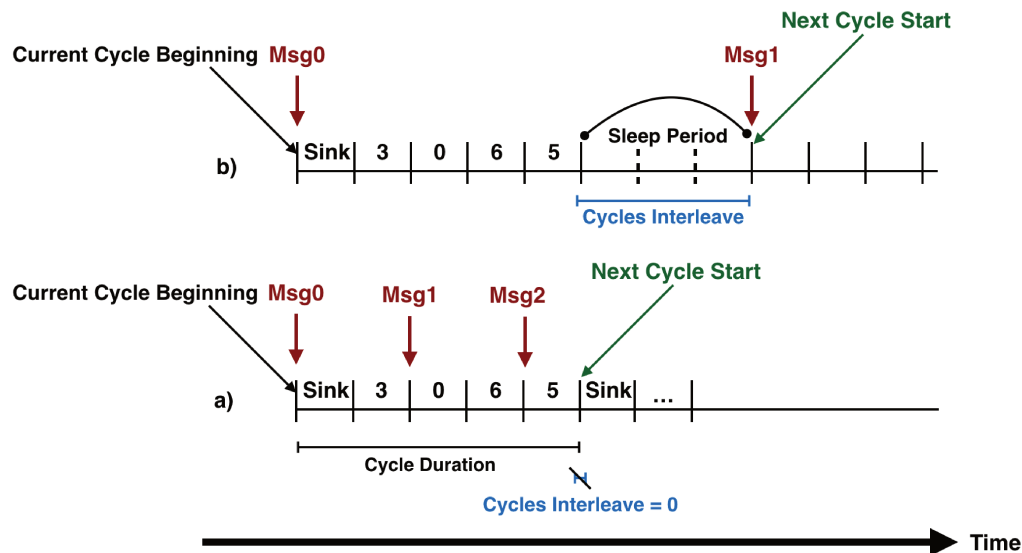 Next Cycle Start
Current Cycle Beginning Msg0 Msg1
Sleep Period
b) Sink 3 0 6 5
Cycles Interleave
Next Cycle Start
Current Cycle Beginning Msg0 Msg1 Msg2
a) Sink 3 0 6 5 Sink ...
Cycle Duration
Cycles Interleave = 0
Time